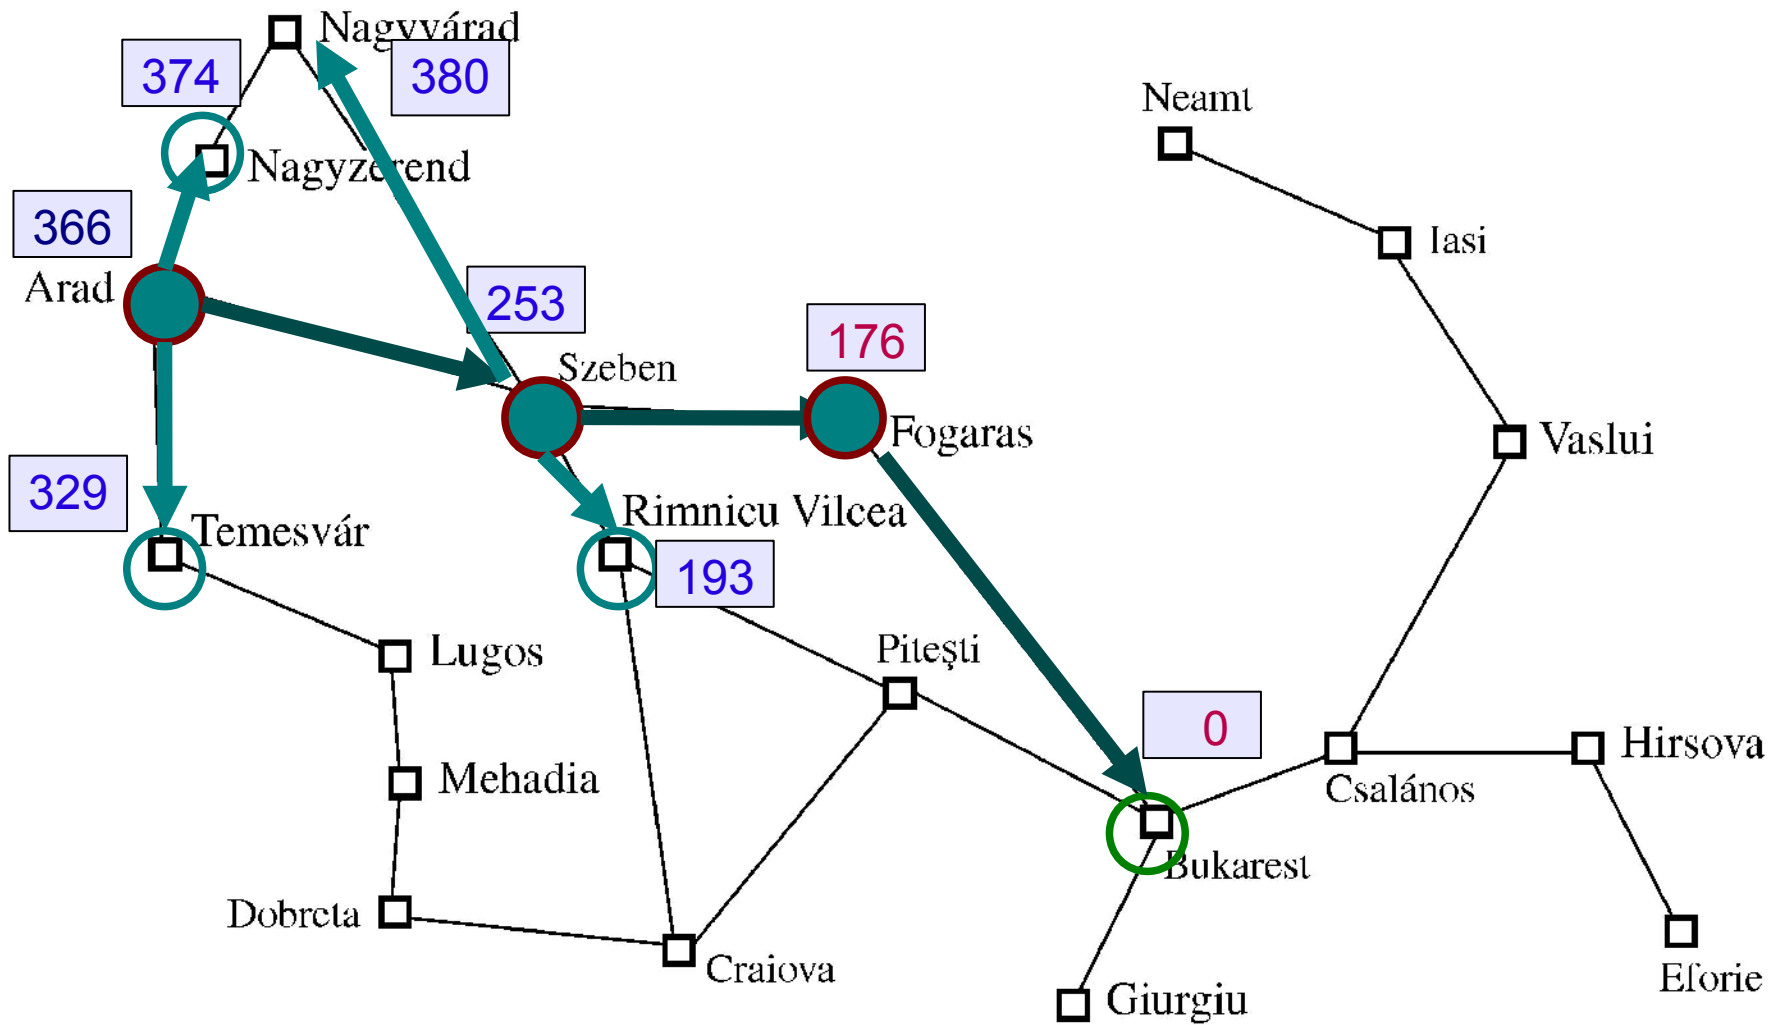 Nagyvárad
374
380
Neamt
Nagyzerend
366
Iasi
Arad
253
176
Szeben
Fogaras
Vaslui
329
Temesvár
Rimnicu Vilcea
193
Lugos
Pitești
0
Hirsova
Mehadia
Csalános
Bukarest
Dobreta
Craiova
Eforie
Giurgiu